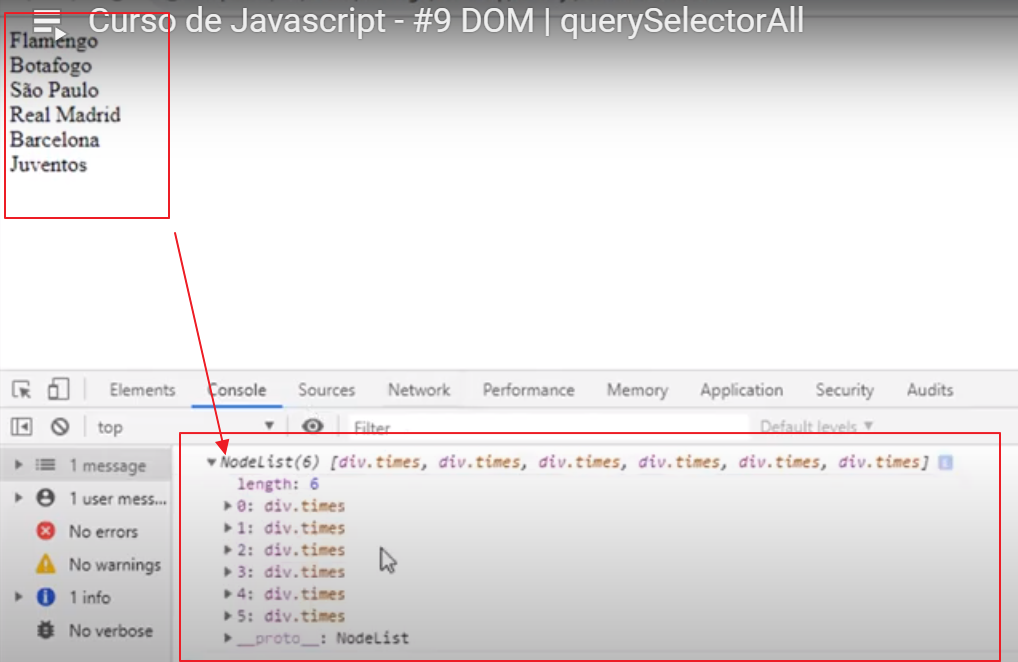 Curso de Javascript - #9 DOM | querySelectorAll
Flamengo
Botafogo
São Paulo
Real Madrid
Barcelona
Juventos
Elements Console Sources Network Performance Memory Application Security Audits
top Filter Default levels ▼
1 message
1 user mess...
No errors
No warnings
1 info
No verbose
NodeList(6) [div.times, div.times, div.times, div.times, div.times, div.times]
length: 6
0: div.times
1: div.times
2: div.times
3: div.times
4: div.times
5: div.times
__proto__: NodeList